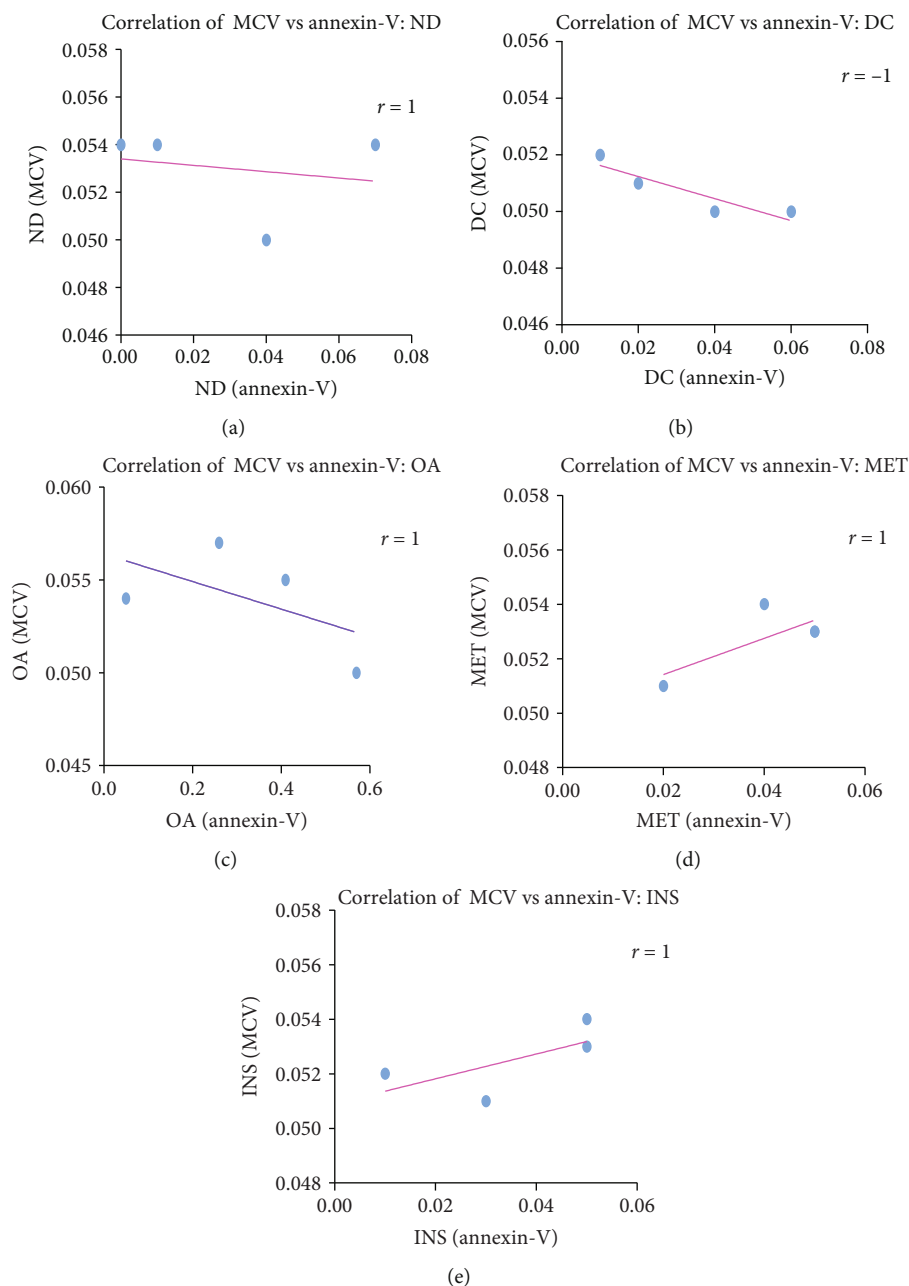 Correlation of MCV vs annexin-V: ND
0.058
0.056
0.054
0.052
0.050
0.048
0.046
ND (MCV)
r = 1
0.00 0.02 0.04 0.06 0.08
ND (annexin-V)
(a)
Correlation of MCV vs annexin-V: DC
0.056
0.054
0.052
0.050
0.048
0.046
DC (MCV)
r = –1
0.00 0.02 0.04 0.06 0.08
DC (annexin-V)
(b)
Correlation of MCV vs annexin-V: OA
0.060
0.055
0.050
0.045
OA (MCV)
r = 1
0.0 0.2 0.4 0.6
OA (annexin-V)
(c)
Correlation of MCV vs annexin-V: MET
0.058
0.056
0.054
0.052
0.050
0.048
MET (MCV)
r = 1
0.00 0.02 0.04 0.06
MET (annexin-V)
(d)
Correlation of MCV vs annexin-V: INS
0.058
0.056
0.054
0.052
0.050
0.048
INS (MCV)
r = 1
0.00 0.02 0.04 0.06
INS (annexin-V)
(e)